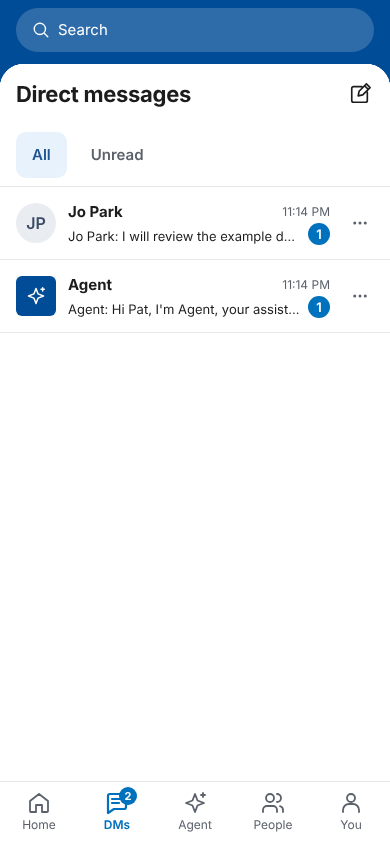 Search
Direct messages
All
Unread
JP
Jo Park
11:14 PM
Jo Park: I will review the example d...
1
Agent
11:14 PM
Agent: Hi Pat, I'm Agent, your assist...
1
2
Home
DMs
Agent
People
You